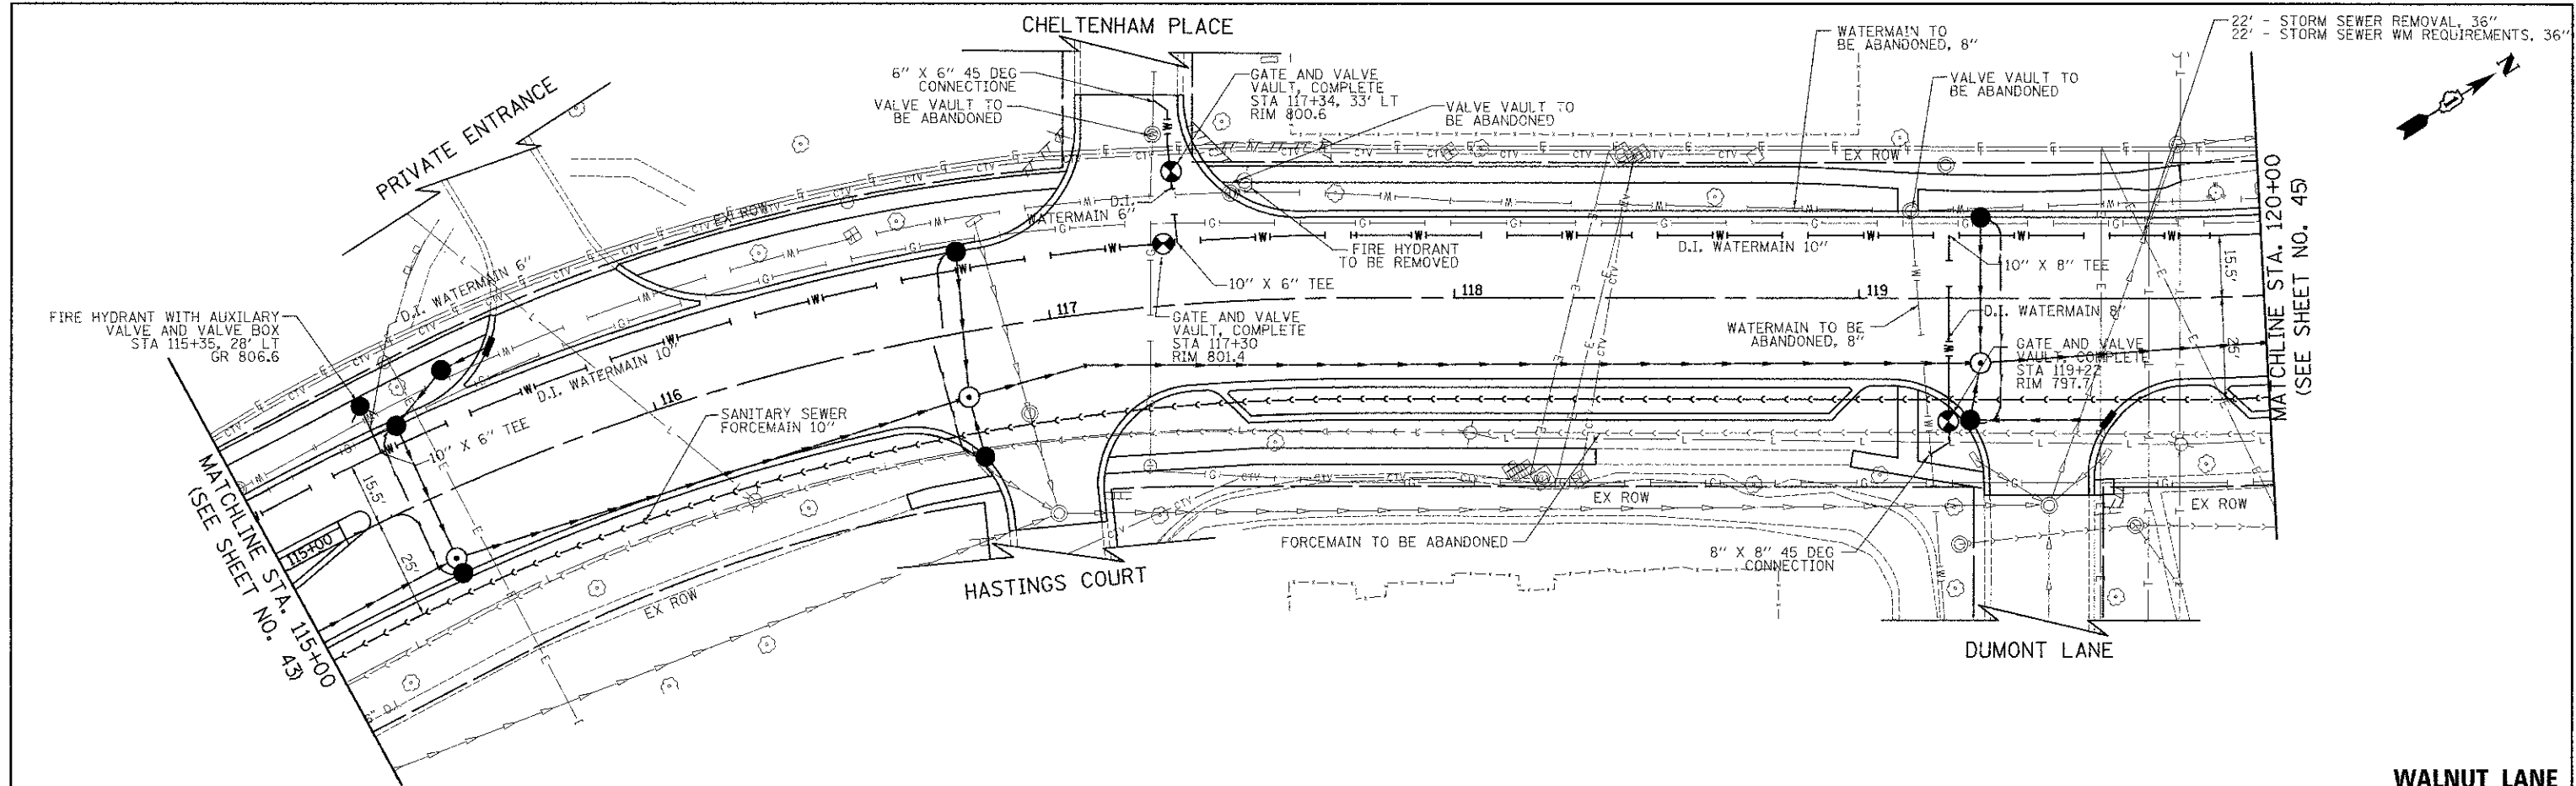 CHELTENHAM PLACE
22' - STORM SEWER REMOVAL, 36"
22' - STORM SEWER WM REQUIREMENTS, 36"
WATERMAIN TO
BE ABANDONED, 8"
N
6" X 6" 45 DEG
CONNECTIONE
GATE AND VALVE
VAULT, COMPLETE
STA 117+34, 33' LT
RIM 800.6
VALVE VAULT TO
BE ABANDONED
VALVE VAULT TO
BE ABANDONED
VALVE VAULT TO
BE ABANDONED
PRIVATE ENTRANCE
EX ROW
EX ROW
D.I.
WATERMAIN 6"
FIRE HYDRANT
TO BE REMOVED
D.I. WATERMAIN 10"
10" X 8" TEE
15.5'
MATCHLINE STA. 120+00
(SEE SHEET NO. 45)
D.I. WATERMAIN 6"
10" X 6" TEE
118
119
117
FIRE HYDRANT WITH AUXILARY
VALVE AND VALVE BOX
STA 115+35, 28' LT
GR 806.6
GATE AND VALVE
VAULT, COMPLETE
STA 117+30
RIM 801.4
WATERMAIN TO BE
ABANDONED, 8"
D.I. WATERMAIN 8"
GATE AND VALVE
VAULT, COMPLETE
STA 119+22
RIM 797.7
25'
D.I. WATERMAIN 10"
116
SANITARY SEWER
FORCEMAIN 10"
10" X 6" TEE
15.5'
25'
115+00
MATCHLINE STA. 115+00
(SEE SHEET NO. 43)
EX ROW
EX ROW
EX ROW
FORCEMAIN TO BE ABANDONED
8" X 8" 45 DEG
CONNECTION
HASTINGS COURT
6" D.I.
DUMONT LANE
WALNUT LANE